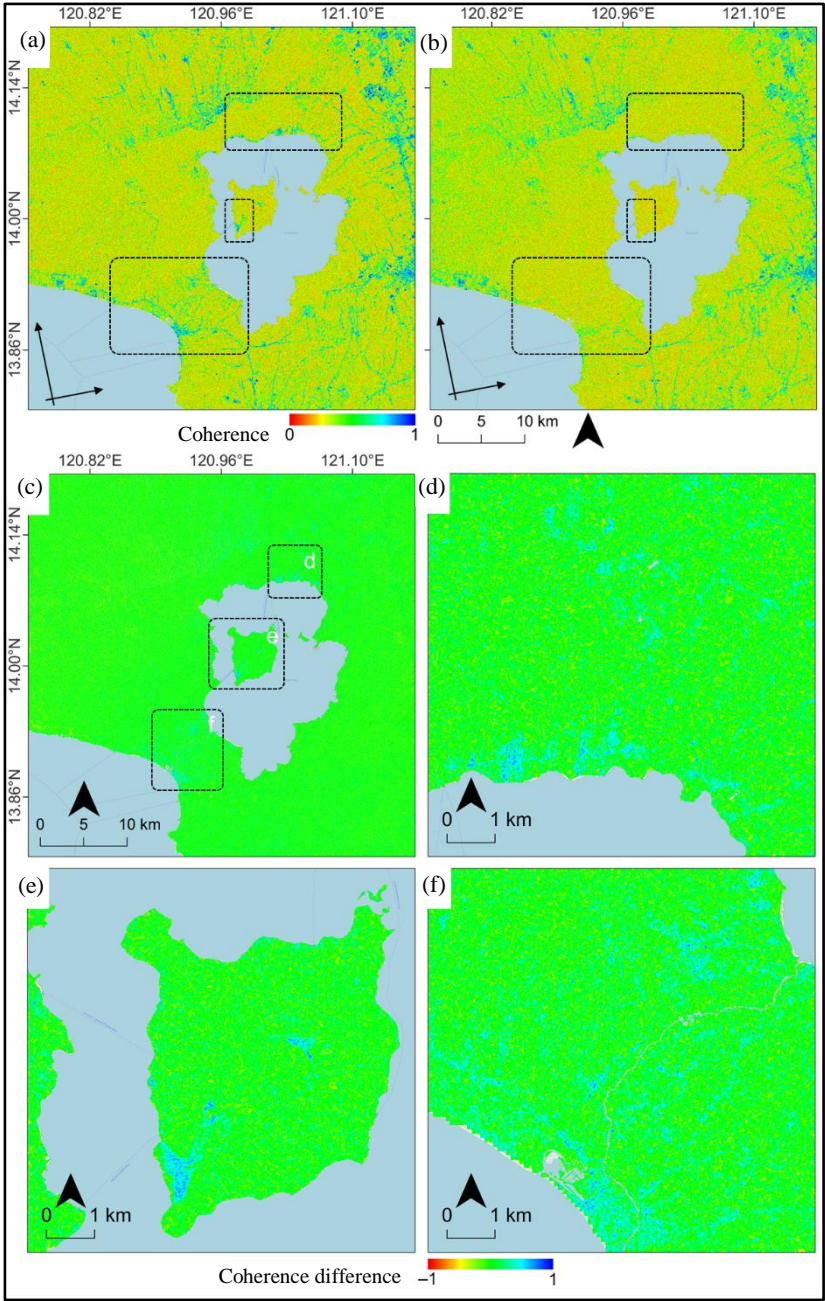 120.82°E 120.96°E 121.10°E 120.82°E 120.96°E 121.10°E
(a) (b)
14.14°N
14.00°N
13.86°N
Coherence 0 1
0 5 10 km
120.82°E 120.96°E 121.10°E
(c) (d)
14.14°N
d
e
14.00°N
f
13.86°N
0 5 10 km
0 1 km
(e) (f)
0 1 km
0 1 km
Coherence difference −1 1